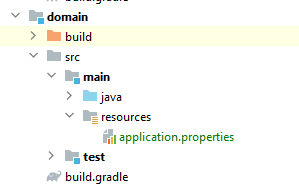 domain
build
src
main
java
resources
application.properties
test
build.gradle